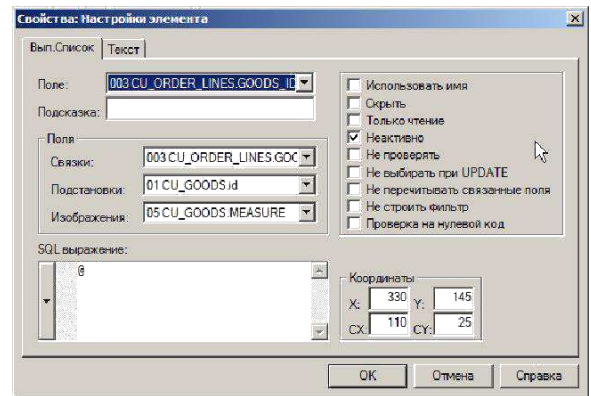 Свойства: Настройки элемента
Вып.Список
Текст
Поле: 003 CU_ORDER_LINES.GOODS_IE
Подсказка:
Поля
Связки: 003 CU_ORDER_LINES.GOC
Подстановки: 01 CU_GOODS.id
Изображения: 05 CU_GOODS.MEASURE
SQL выражение:
@
Использовать имя
Скрыть
Только чтение
Неактивно
Не проверять
Не выбирать при UPDATE
Не перечитывать связанные поля
Не строить фильтр
Проверка на нулевой код
Координаты
X: 330 Y: 145
CX: 110 CY: 25
OK Отмена Справка